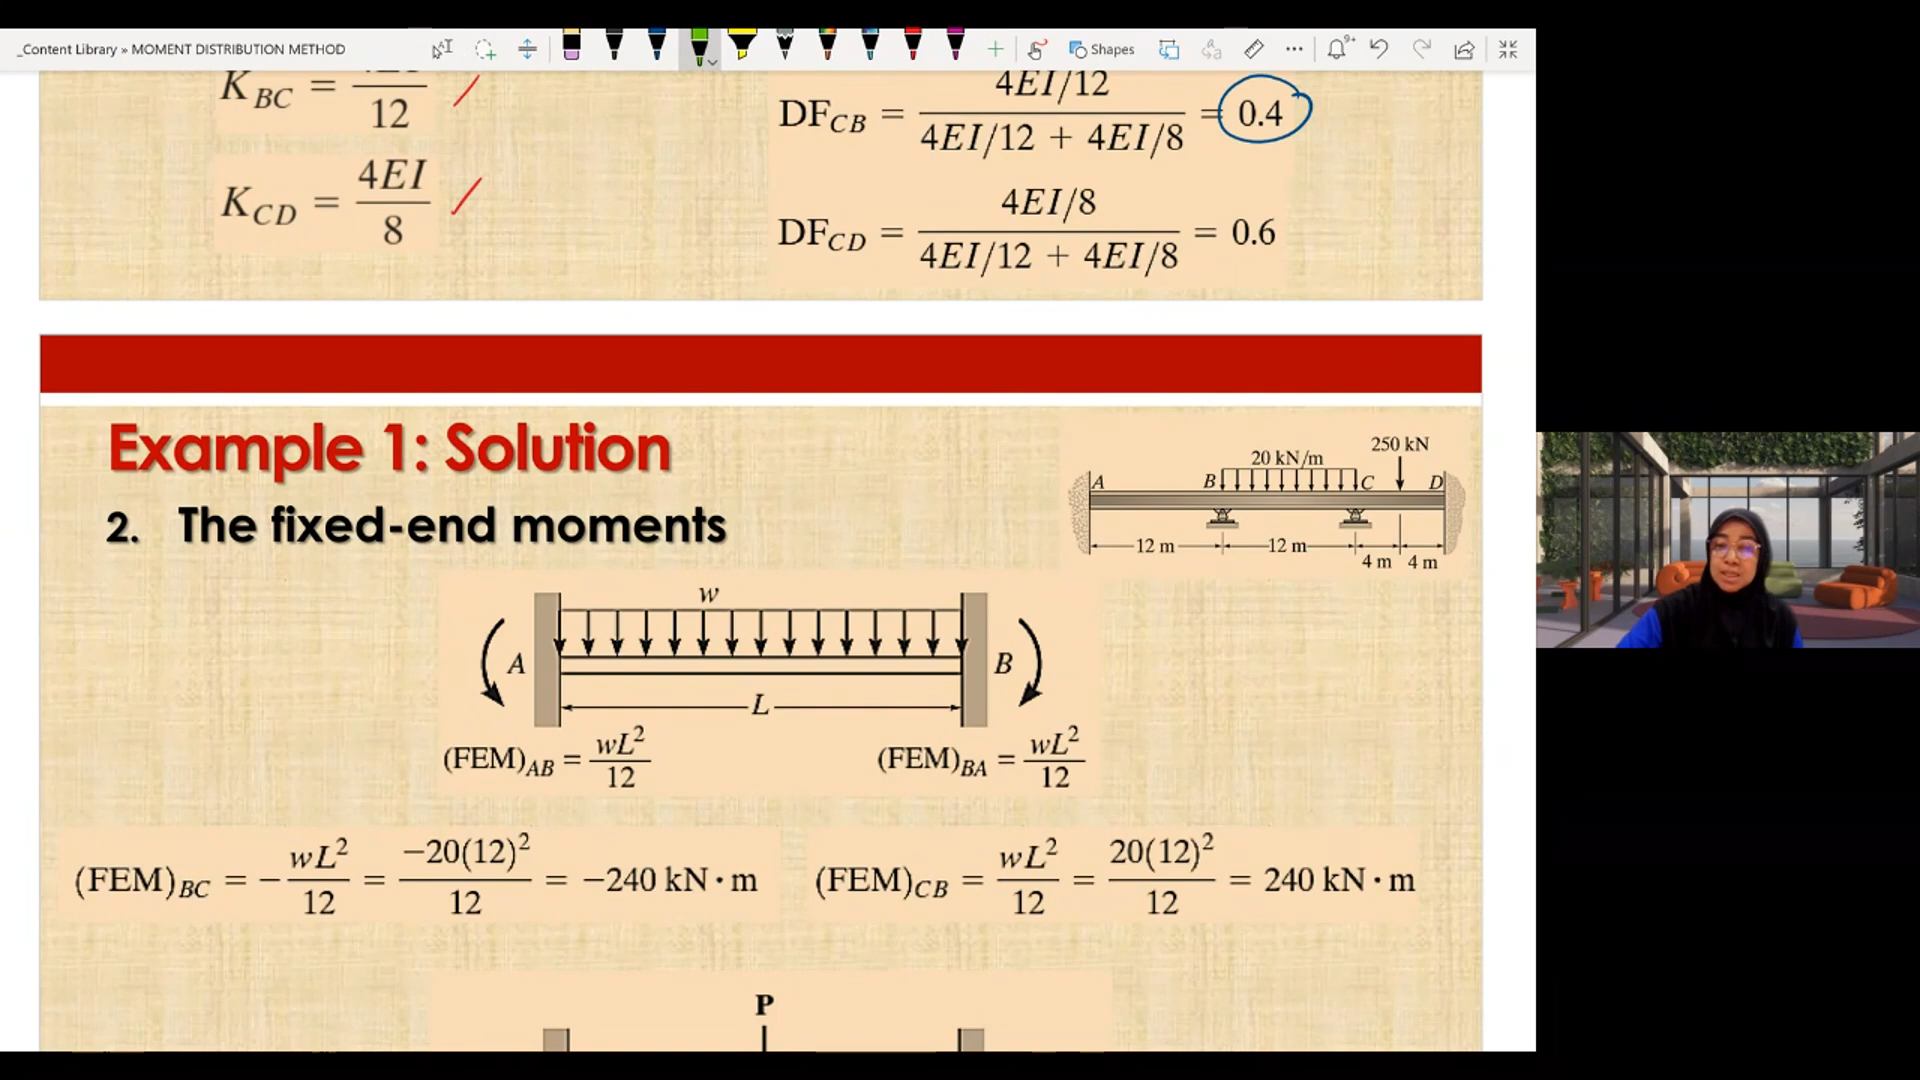 _Content Library » MOMENT DISTRIBUTION METHOD
Shapes
9+
K_BC = 4EI/12
DF_CB = (4EI/12)/(4EI/12 + 4EI/8) = 0.4
K_CD = 4EI/8
DF_CD = (4EI/8)/(4EI/12 + 4EI/8) = 0.6
Example 1: Solution
2. The fixed-end moments
250 kN
20 kN/m
A B C D
12 m 12 m
4 m 4 m
w
A B
L
(FEM)_AB = wL²/12
(FEM)_BA = wL²/12
(FEM)_BC = −wL²/12 = −20(12)²/12 = −240 kN·m
(FEM)_CB = wL²/12 = 20(12)²/12 = 240 kN·m
P